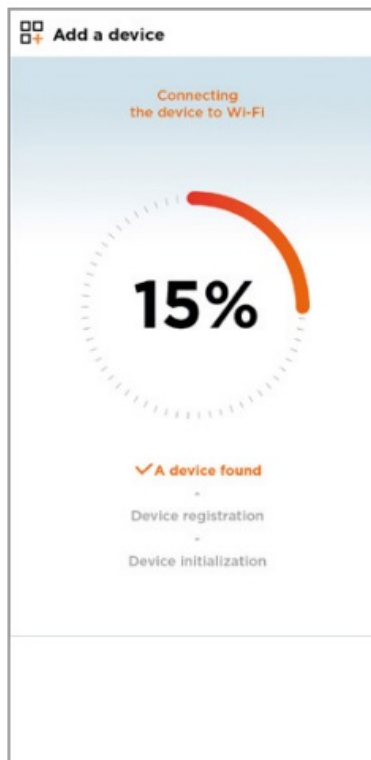 Add a device
Connecting
the device to Wi-Fi
15%
A device found
Device registration
Device initialization